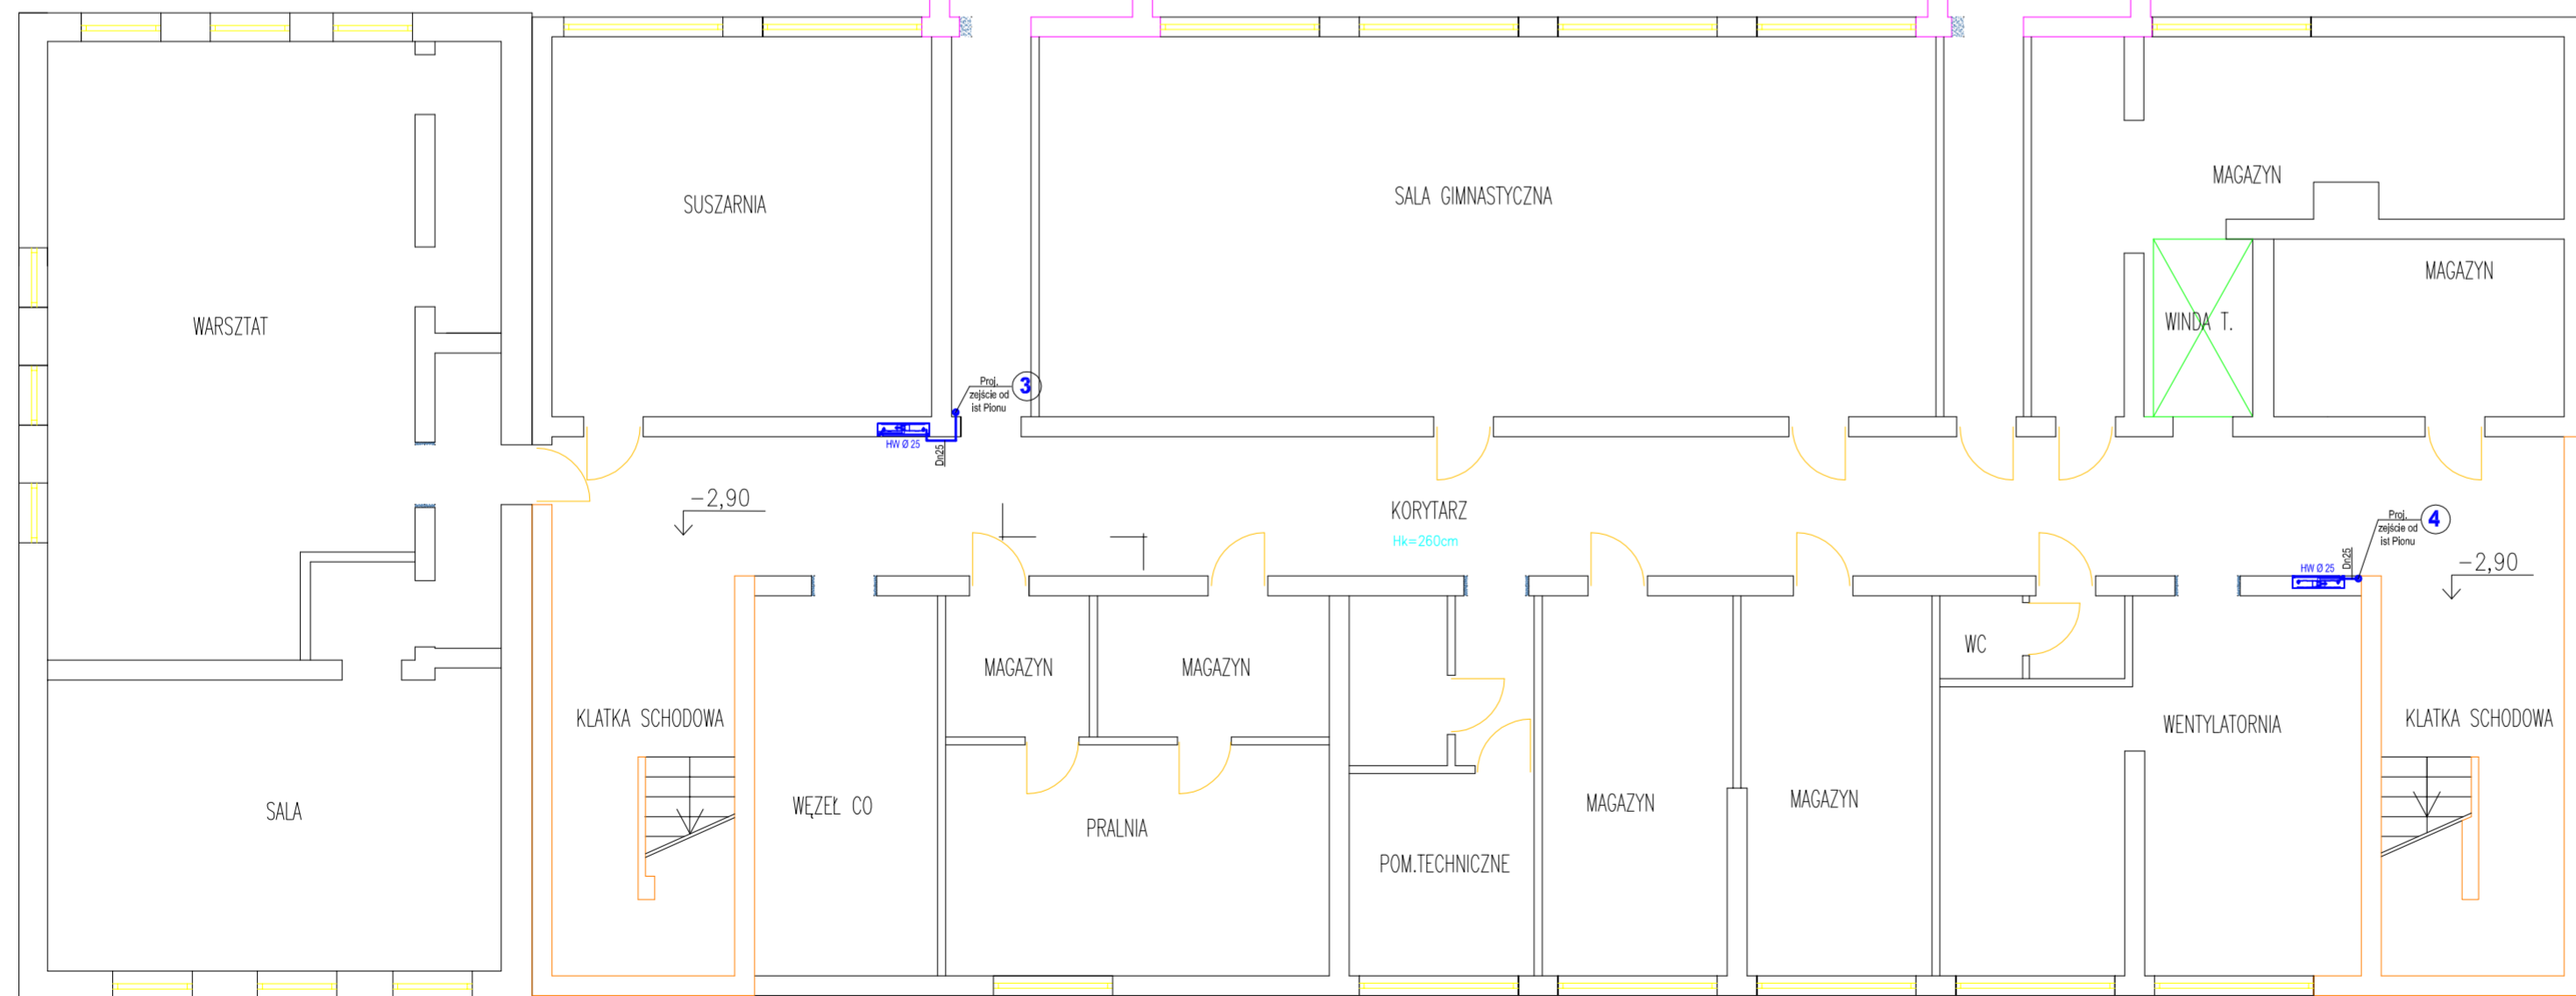 MAGAZYN
SUSZARNIA
SALA GIMNASTYCZNA
MAGAZYN
WARSZTAT
WINDA T.
Proj.
zejście od
ist Pionu
3
HW Ø 25
Dn25
-2,90
KORYTARZ
Hk=260cm
Proj.
zejście od
ist Pionu
4
HW Ø 25
Dn25
-2,90
WC
MAGAZYN
MAGAZYN
KLATKA SCHODOWA
WENTYLATORNIA
KLATKA SCHODOWA
SALA
WĘZEŁ CO
PRALNIA
MAGAZYN
MAGAZYN
POM.TECHNICZNE